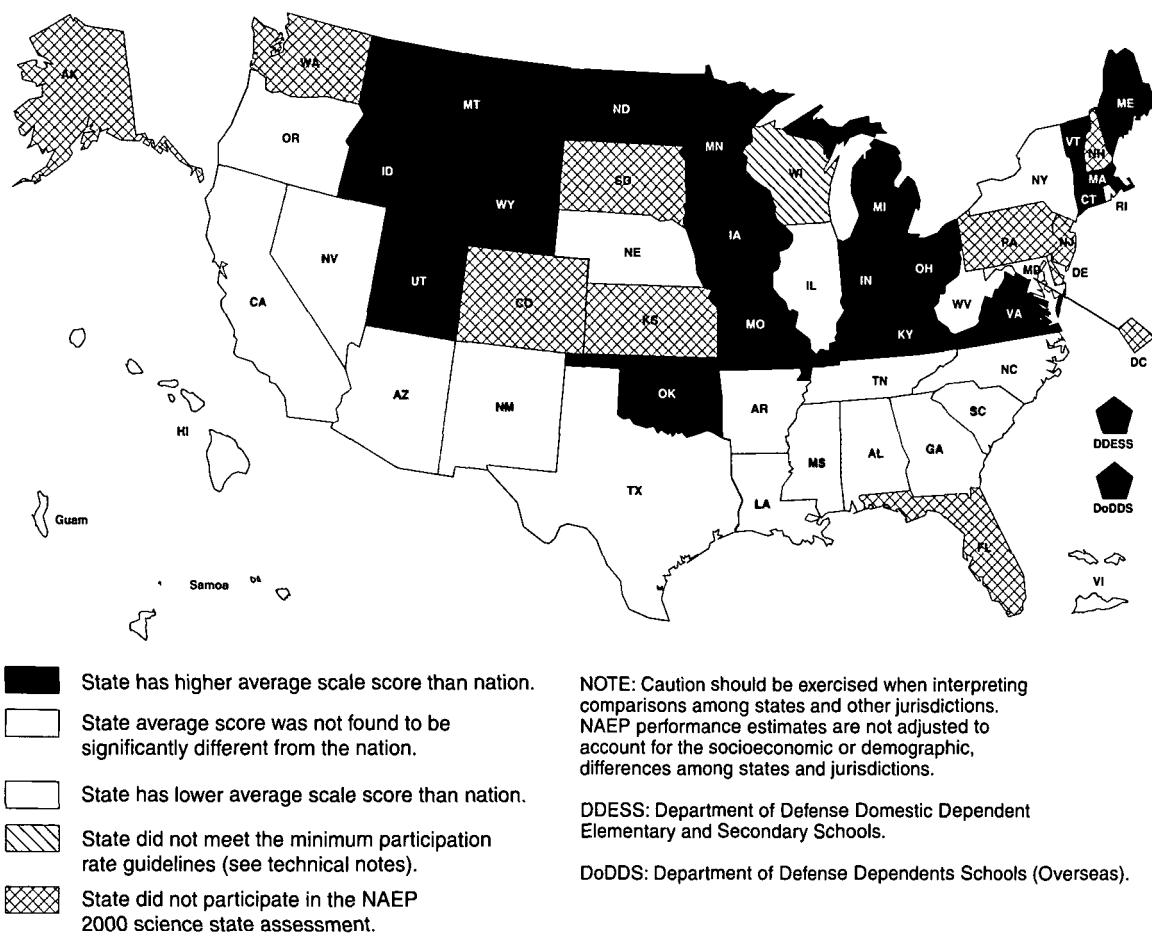 AK
WA
MT
ND
ME
OR
MN
VT
NH
ID
SD
WI
NY
MA
WY
MI
CT
RI
IA
PA
NJ
NV
NE
OH
UT
IL
IN
MD
DE
CA
CO
WV
KS
VA
MO
KY
DC
TN
NC
AZ
NM
OK
AR
SC
HI
DDESS
MS
AL
GA
TX
LA
DoDDS
Guam
FL
Samoa
VI
State has higher average scale score than nation.
State average score was not found to be
significantly different from the nation.
State has lower average scale score than nation.
State did not meet the minimum participation
rate guidelines (see technical notes).
State did not participate in the NAEP
2000 science state assessment.
NOTE: Caution should be exercised when interpreting
comparisons among states and other jurisdictions.
NAEP performance estimates are not adjusted to
account for the socioeconomic or demographic,
differences among states and jurisdictions.
DDESS: Department of Defense Domestic Dependent
Elementary and Secondary Schools.
DoDDS: Department of Defense Dependents Schools (Overseas).